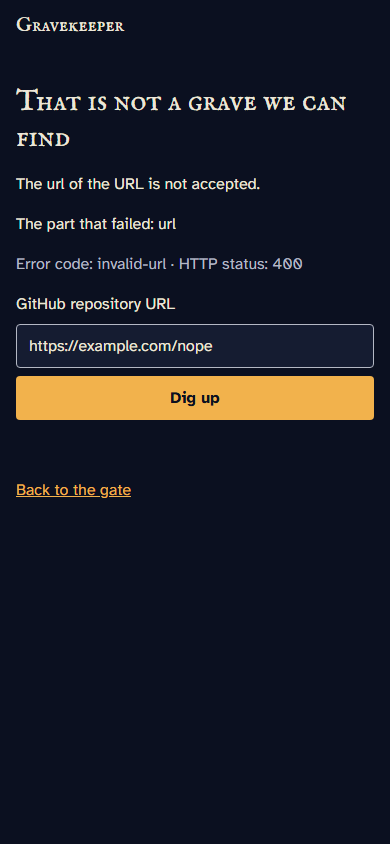 Gravekeeper
That is not a grave we can
find
The url of the URL is not accepted.
The part that failed: url
Error code: invalid-url · HTTP status: 400
GitHub repository URL
https://example.com/nope
Dig up
Back to the gate